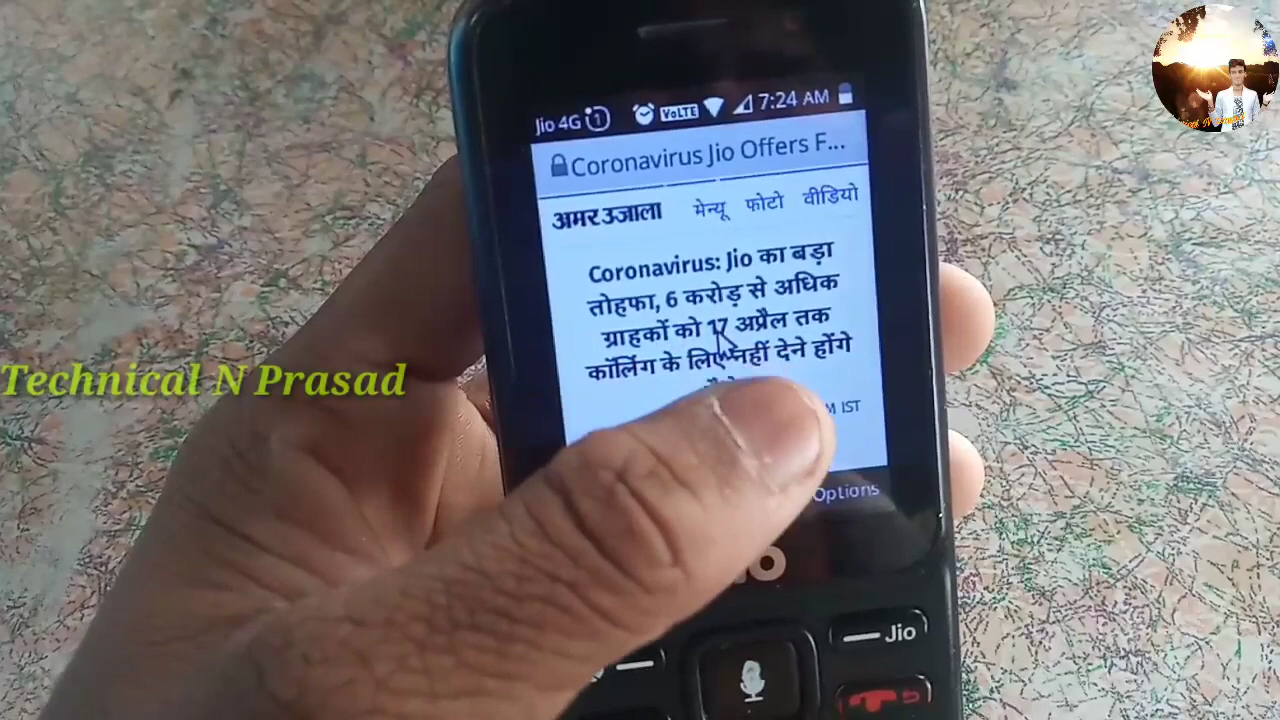 Jio 4G 1 VoLTE 7:24 AM
Coronavirus Jio Offers F...
अमर उजाला मेन्यू फोटो वीडियो
Coronavirus: Jio का बड़ा
तोहफा, 6 करोड़ से अधिक
ग्राहकों को 17 अप्रैल तक
कॉलिंग के लिए नहीं देने होंगे
M IST
Options
Technical N Prasad
Jio